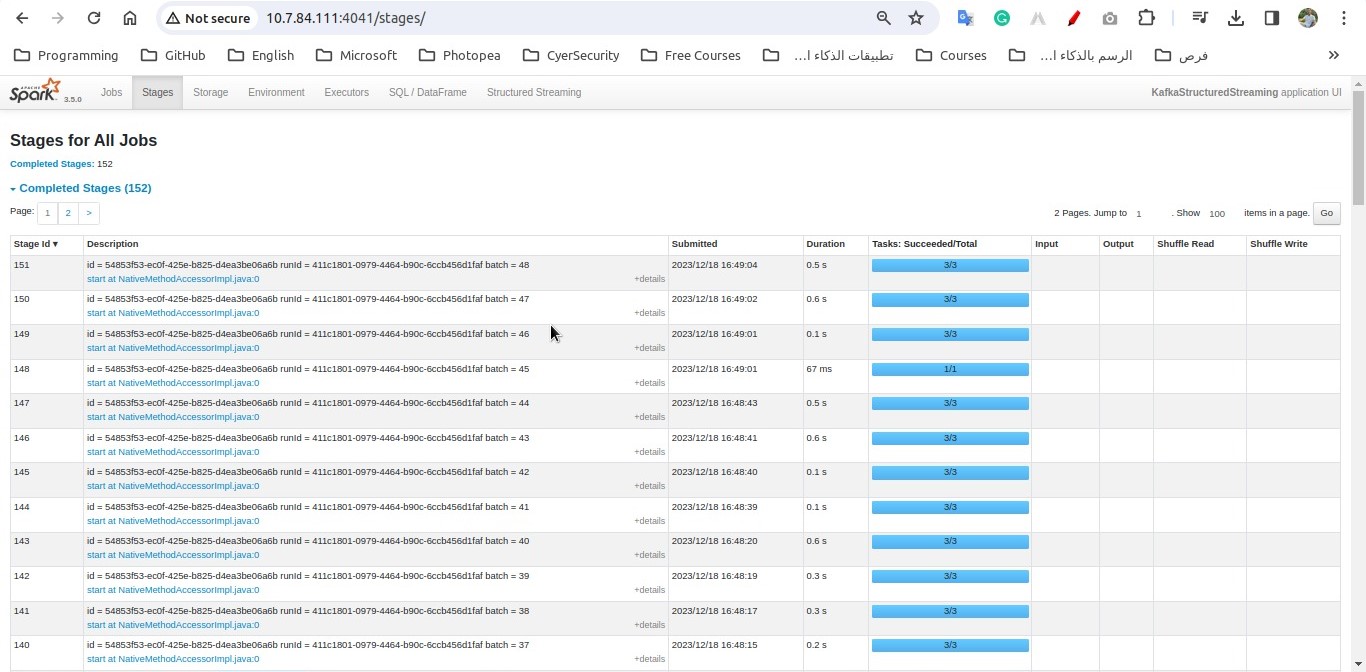 Not secure 10.7.84.111:4041/stages/
Programming GitHub English Microsoft Photopea CyerSecurity Free Courses تطبيقات الذكاء ا... Courses الرسم بالذكاء ا... فرص »
APACHE Spark 3.5.0 Jobs Stages Storage Environment Executors SQL / DataFrame Structured Streaming KafkaStructuredStreaming application UI
Stages for All Jobs
Completed Stages: 152
Completed Stages (152)
Page: 1 2 > 2 Pages. Jump to 1 . Show 100 items in a page. Go
Stage Id ▾ Description Submitted Duration Tasks: Succeeded/Total Input Output Shuffle Read Shuffle Write
151 id = 54853f53-ec0f-425e-b825-d4ea3be06a6b runId = 411c1801-0979-4464-b90c-6ccb456d1faf batch = 48 2023/12/18 16:49:04 0.5 s 3/3
start at NativeMethodAccessorImpl.java:0 +details
150 id = 54853f53-ec0f-425e-b825-d4ea3be06a6b runId = 411c1801-0979-4464-b90c-6ccb456d1faf batch = 47 2023/12/18 16:49:02 0.6 s 3/3
start at NativeMethodAccessorImpl.java:0 +details
149 id = 54853f53-ec0f-425e-b825-d4ea3be06a6b runId = 411c1801-0979-4464-b90c-6ccb456d1faf batch = 46 2023/12/18 16:49:01 0.1 s 3/3
start at NativeMethodAccessorImpl.java:0 +details
148 id = 54853f53-ec0f-425e-b825-d4ea3be06a6b runId = 411c1801-0979-4464-b90c-6ccb456d1faf batch = 45 2023/12/18 16:49:01 67 ms 1/1
start at NativeMethodAccessorImpl.java:0 +details
147 id = 54853f53-ec0f-425e-b825-d4ea3be06a6b runId = 411c1801-0979-4464-b90c-6ccb456d1faf batch = 44 2023/12/18 16:48:43 0.5 s 3/3
start at NativeMethodAccessorImpl.java:0 +details
146 id = 54853f53-ec0f-425e-b825-d4ea3be06a6b runId = 411c1801-0979-4464-b90c-6ccb456d1faf batch = 43 2023/12/18 16:48:41 0.6 s 3/3
start at NativeMethodAccessorImpl.java:0 +details
145 id = 54853f53-ec0f-425e-b825-d4ea3be06a6b runId = 411c1801-0979-4464-b90c-6ccb456d1faf batch = 42 2023/12/18 16:48:40 0.1 s 3/3
start at NativeMethodAccessorImpl.java:0 +details
144 id = 54853f53-ec0f-425e-b825-d4ea3be06a6b runId = 411c1801-0979-4464-b90c-6ccb456d1faf batch = 41 2023/12/18 16:48:39 0.1 s 3/3
start at NativeMethodAccessorImpl.java:0 +details
143 id = 54853f53-ec0f-425e-b825-d4ea3be06a6b runId = 411c1801-0979-4464-b90c-6ccb456d1faf batch = 40 2023/12/18 16:48:20 0.6 s 3/3
start at NativeMethodAccessorImpl.java:0 +details
142 id = 54853f53-ec0f-425e-b825-d4ea3be06a6b runId = 411c1801-0979-4464-b90c-6ccb456d1faf batch = 39 2023/12/18 16:48:19 0.3 s 3/3
start at NativeMethodAccessorImpl.java:0 +details
141 id = 54853f53-ec0f-425e-b825-d4ea3be06a6b runId = 411c1801-0979-4464-b90c-6ccb456d1faf batch = 38 2023/12/18 16:48:17 0.3 s 3/3
start at NativeMethodAccessorImpl.java:0 +details
140 id = 54853f53-ec0f-425e-b825-d4ea3be06a6b runId = 411c1801-0979-4464-b90c-6ccb456d1faf batch = 37 2023/12/18 16:48:15 0.2 s 3/3
start at NativeMethodAccessorImpl.java:0 +details